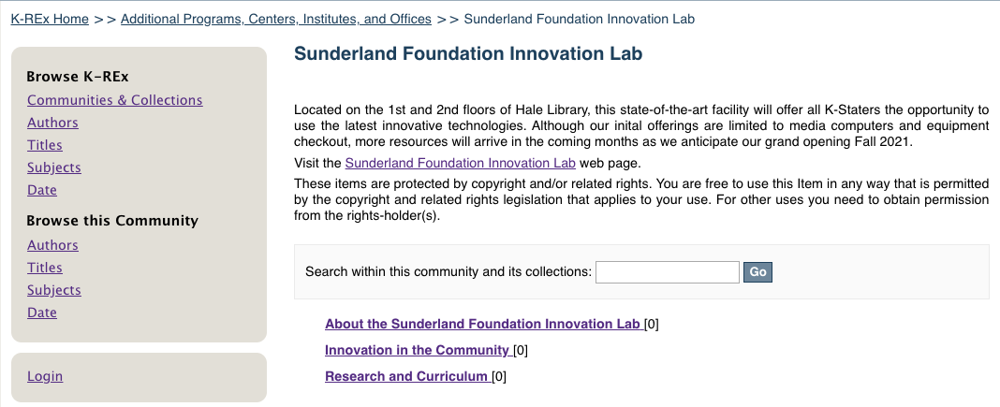 K-REx Home >> Additional Programs, Centers, Institutes, and Offices >> Sunderland Foundation Innovation Lab
Browse K-REx
Communities & Collections
Authors
Titles
Subjects
Date
Browse this Community
Authors
Titles
Subjects
Date
Login
Sunderland Foundation Innovation Lab
Located on the 1st and 2nd floors of Hale Library, this state-of-the-art facility will offer all K-Staters the opportunity to
use the latest innovative technologies. Although our inital offerings are limited to media computers and equipment
checkout, more resources will arrive in the coming months as we anticipate our grand opening Fall 2021.
Visit the Sunderland Foundation Innovation Lab web page.
These items are protected by copyright and/or related rights. You are free to use this Item in any way that is permitted
by the copyright and related rights legislation that applies to your use. For other uses you need to obtain permission
from the rights-holder(s).
Search within this community and its collections: Go
About the Sunderland Foundation Innovation Lab [0]
Innovation in the Community [0]
Research and Curriculum [0]